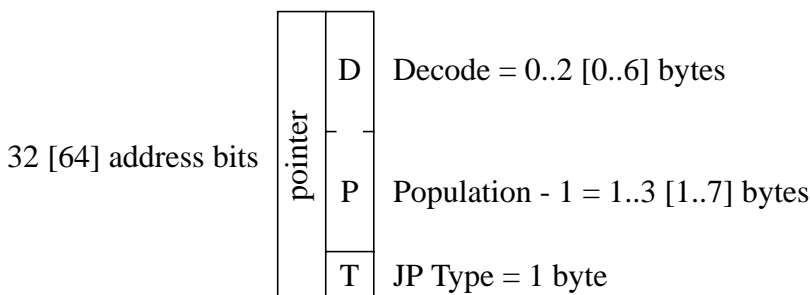 D Decode = 0..2 [0..6] bytes
32 [64] address bits
pointer
P Population - 1 = 1..3 [1..7] bytes
T JP Type = 1 byte